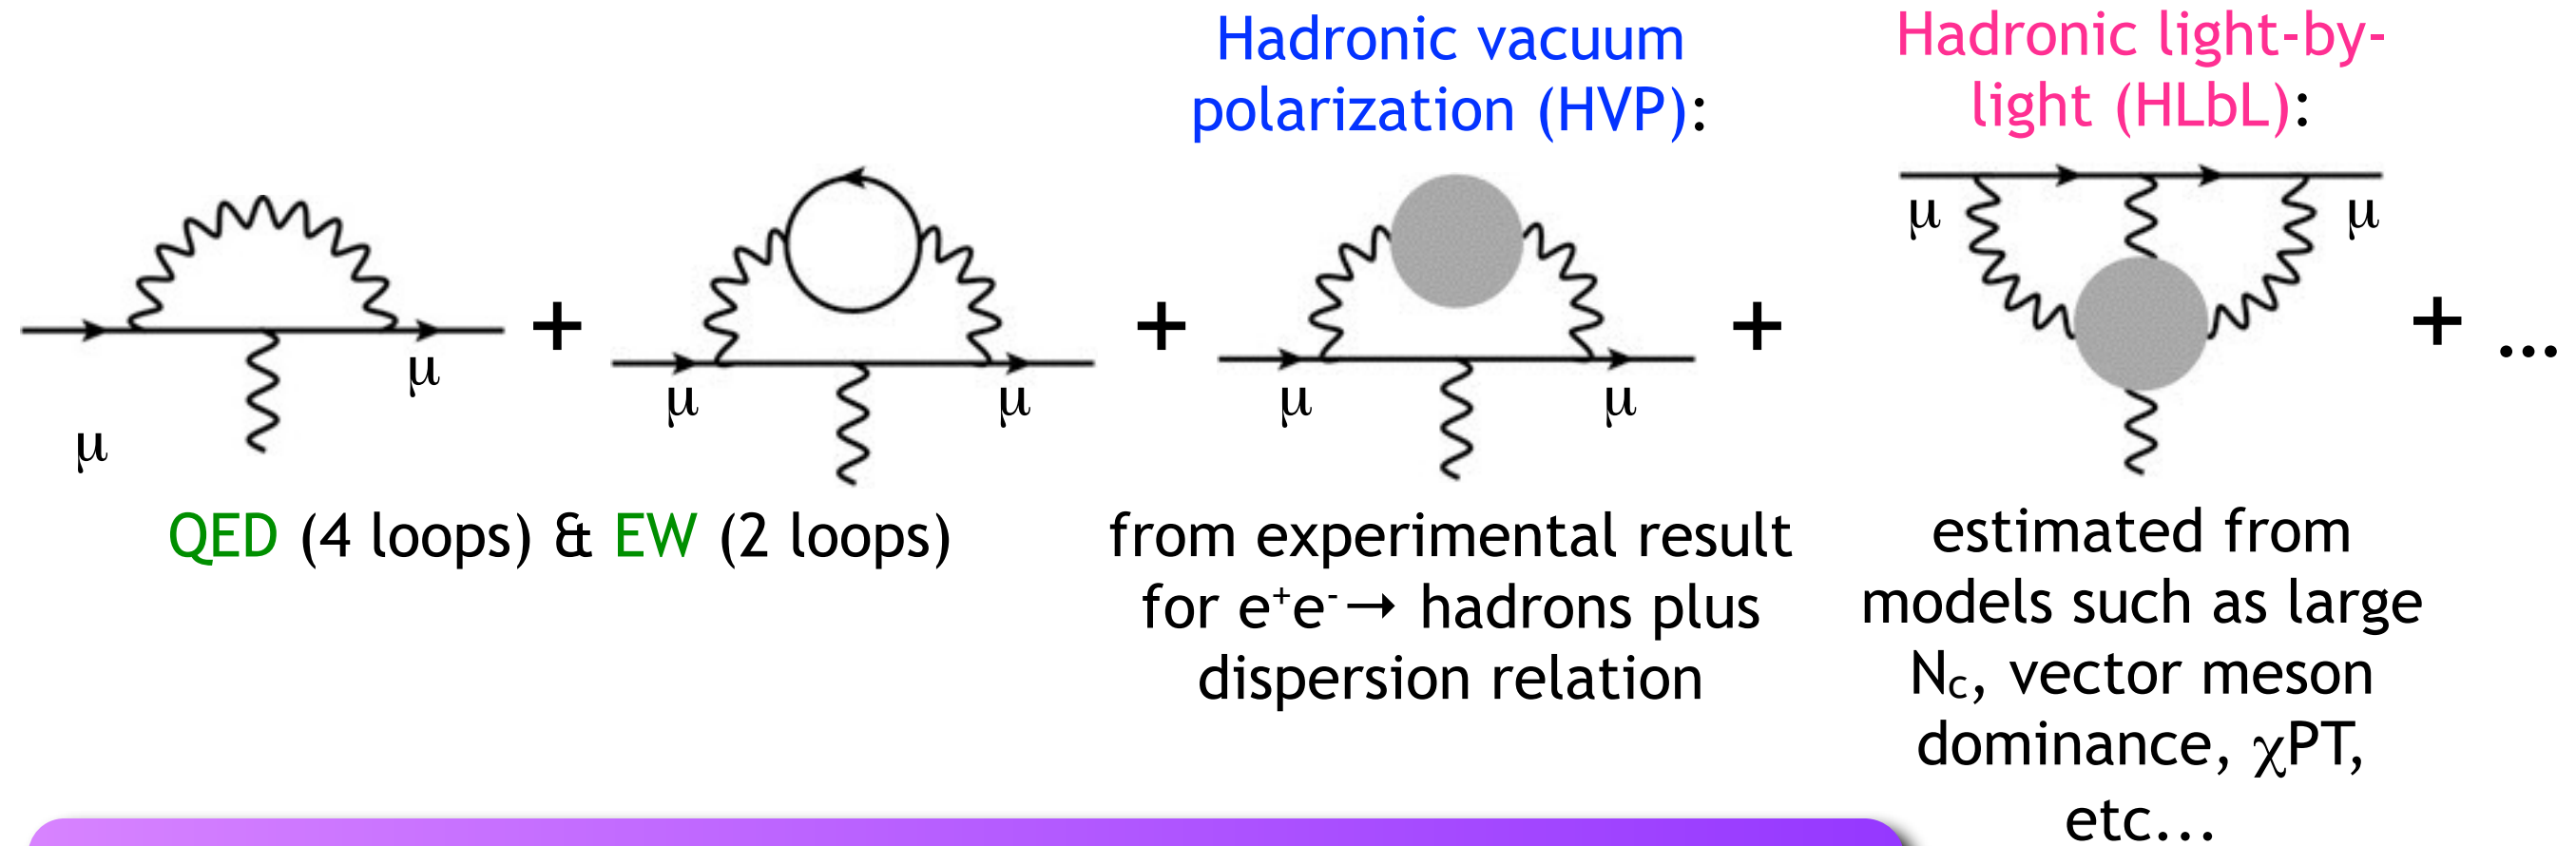 Hadronic vacuum
polarization (HVP):
Hadronic light-by-
light (HLbL):
μ
μ
+
μ
μ
+
μ
μ
+
μ
μ
+ ...
QED (4 loops) & EW (2 loops)
from experimental result
for e⁺e⁻→ hadrons plus
dispersion relation
estimated from
models such as large
Nc, vector meson
dominance, χPT,
etc...